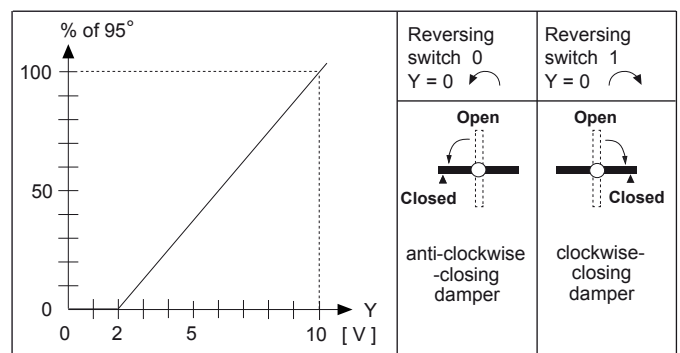 % of 95°
100
50
0
0 2 5 10 [ V ]
Y
Reversing
switch 0
Y = 0
Open
Closed
anti-clockwise
-closing
damper
Reversing
switch 1
Y = 0
Open
Closed
clockwise-
closing
damper